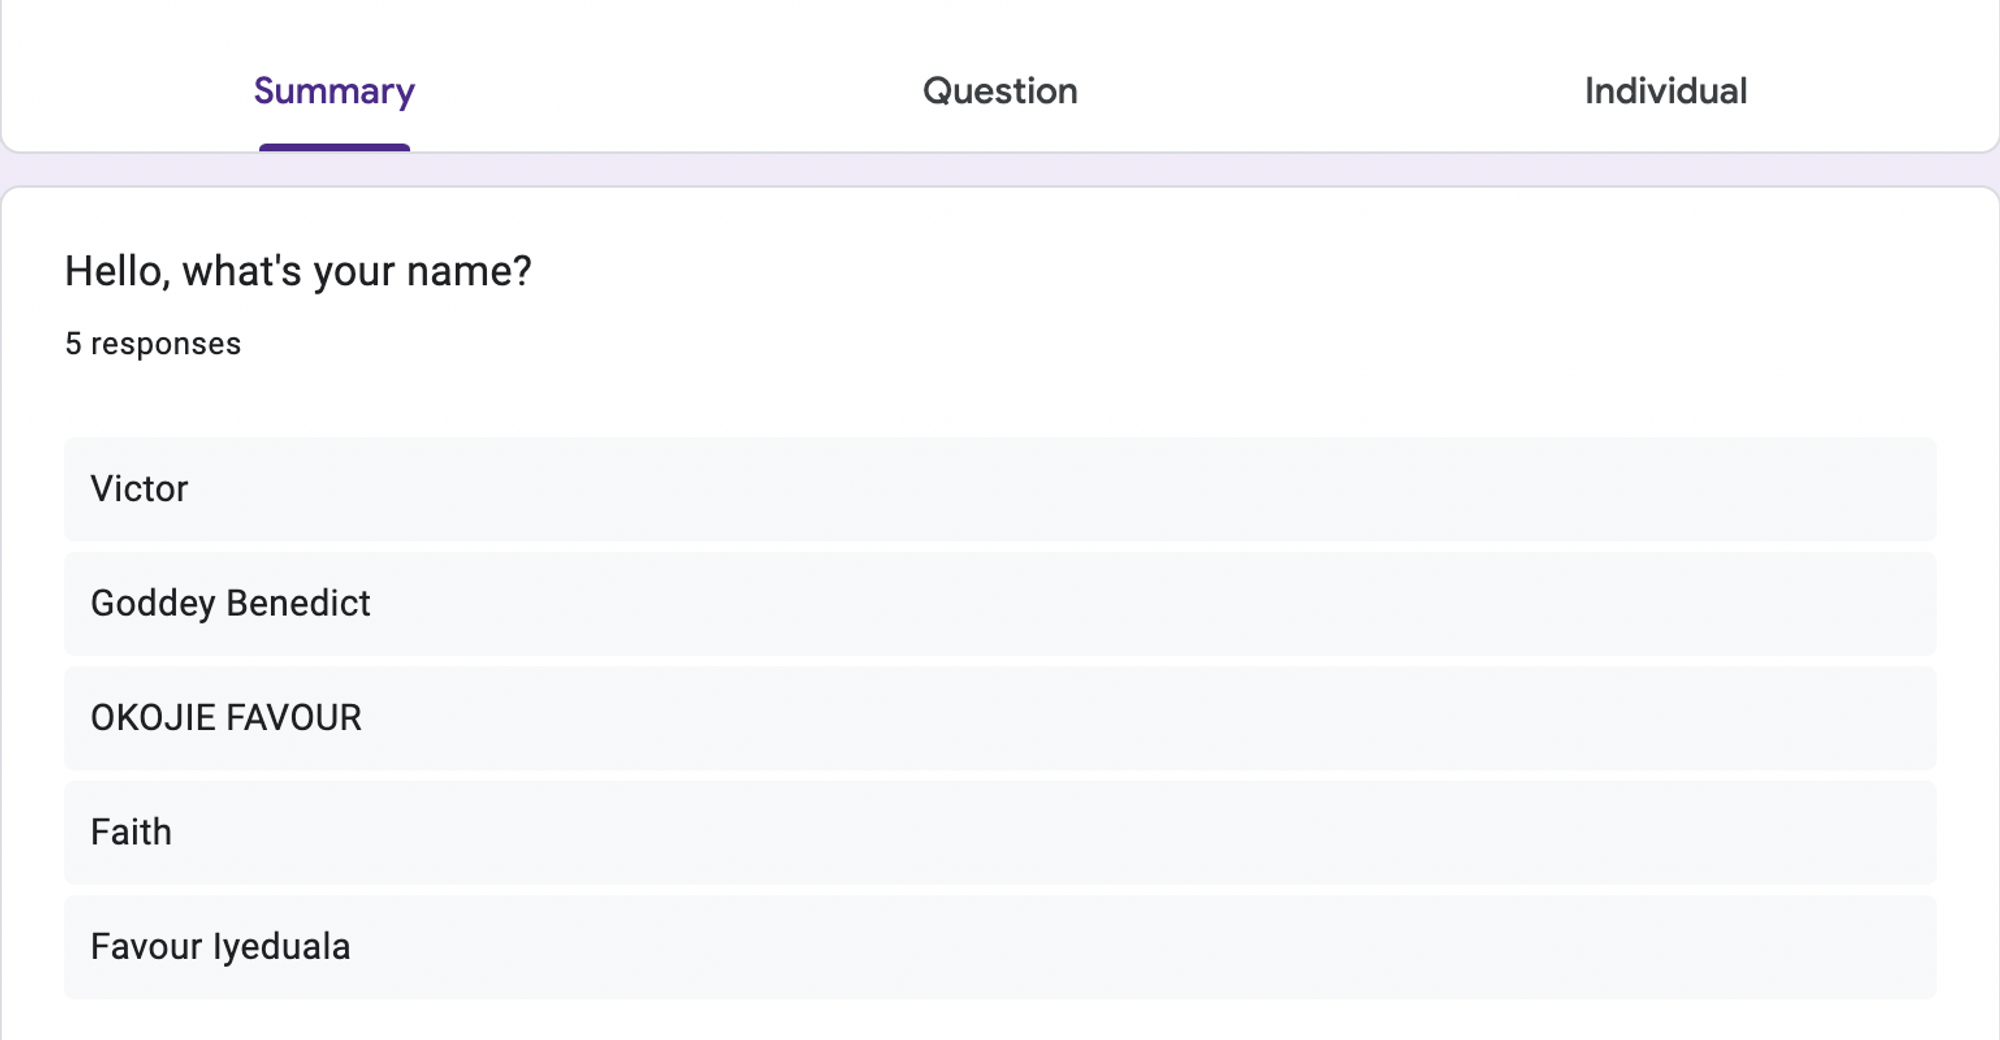 Summary
Question
Individual
Hello, what's your name?
5 responses
Victor
Goddey Benedict
OKOJIE FAVOUR
Faith
Favour Iyeduala